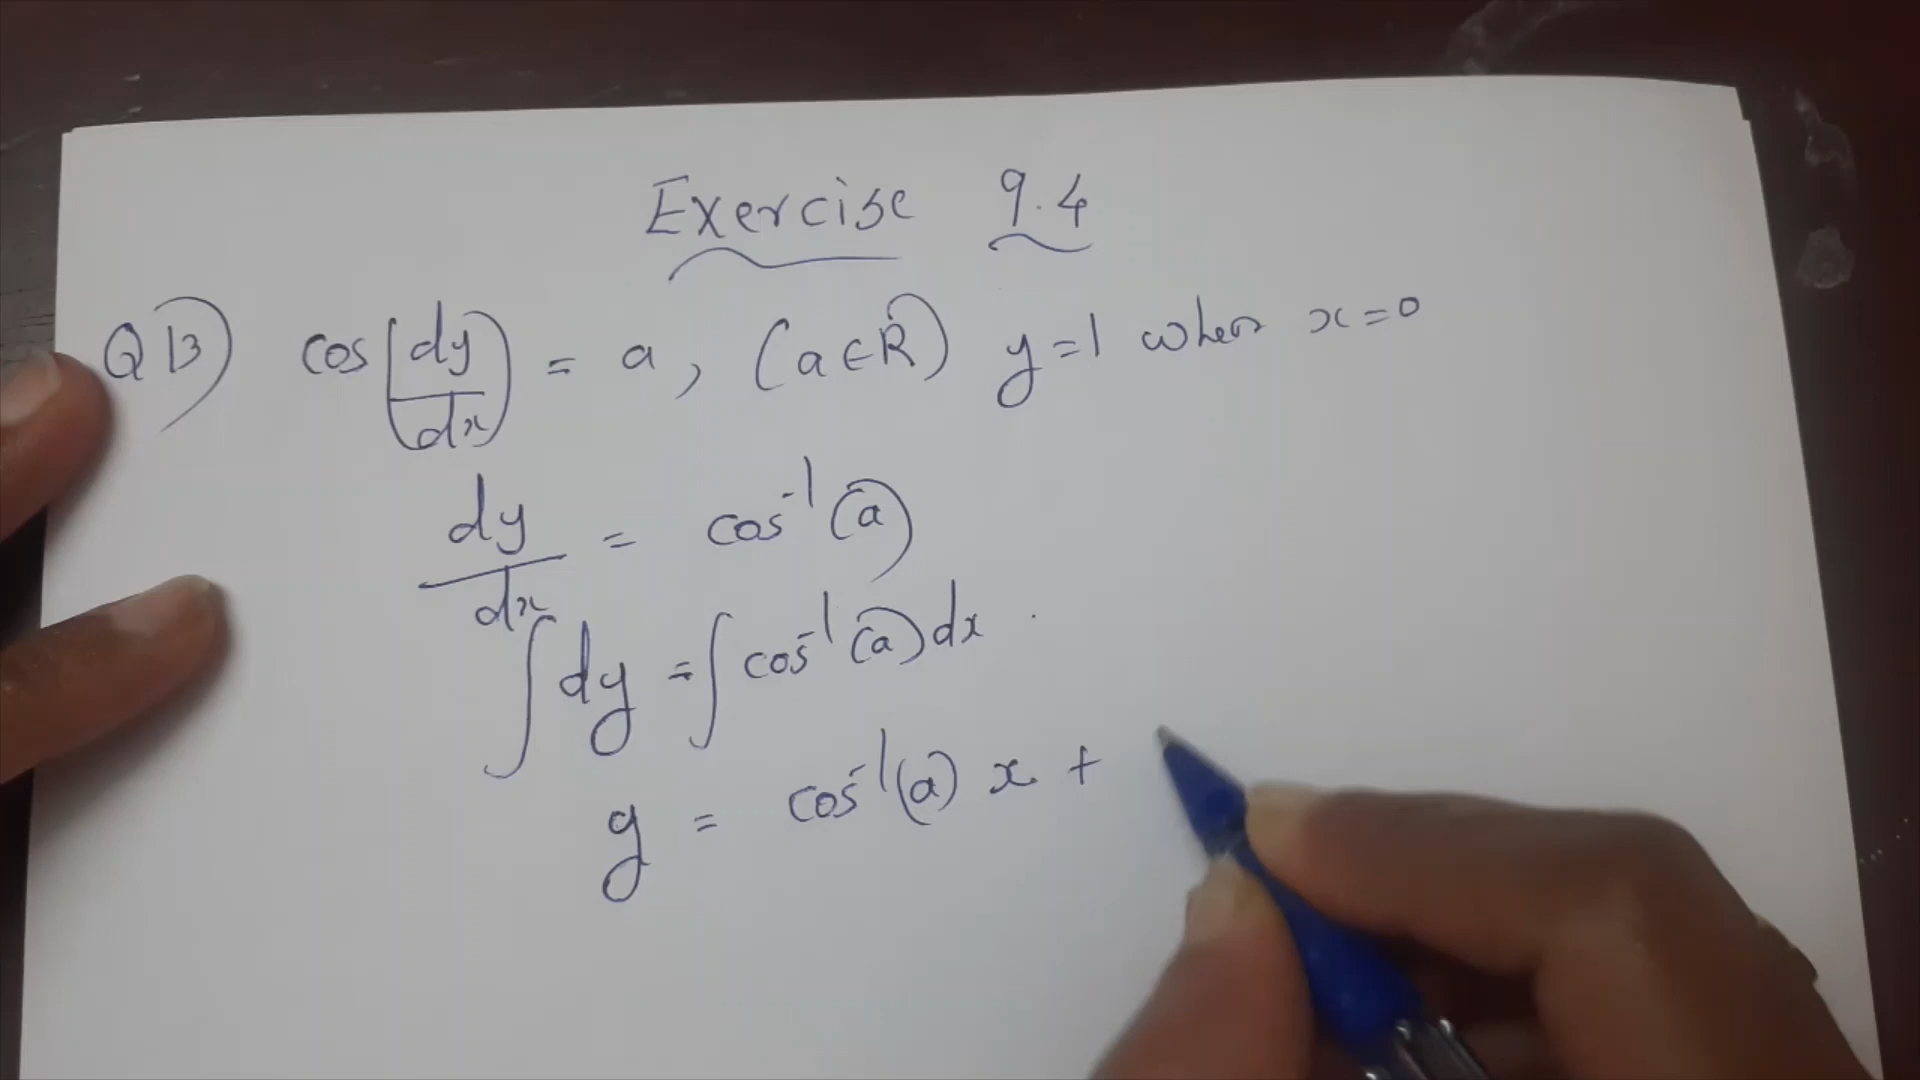 Exercise 9.4
Q13) cos(dy/dx) = a, (a∈R) y=1 when x=0
dy/dx = cos⁻¹(a)
∫dy = ∫cos⁻¹(a)dx
y = cos⁻¹(a) x +